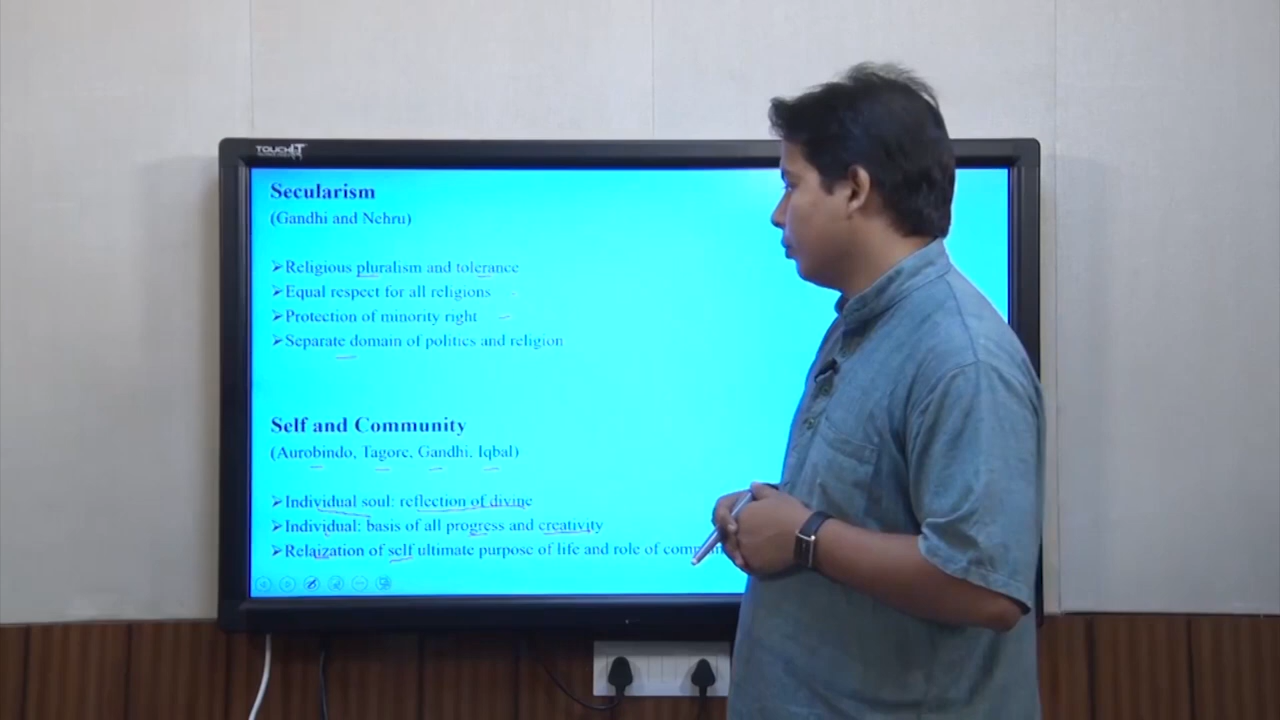 TOUCHIT
Secularism
(Gandhi and Nehru)
➢Religious pluralism and tolerance
➢Equal respect for all religions
➢Protection of minority right
➢Separate domain of politics and religion
Self and Community
(Aurobindo, Tagore, Gandhi, Iqbal)
➢Individual soul: reflection of divine
➢Individual: basis of all progress and creativity
➢Relaization of self ultimate purpose of life and role of